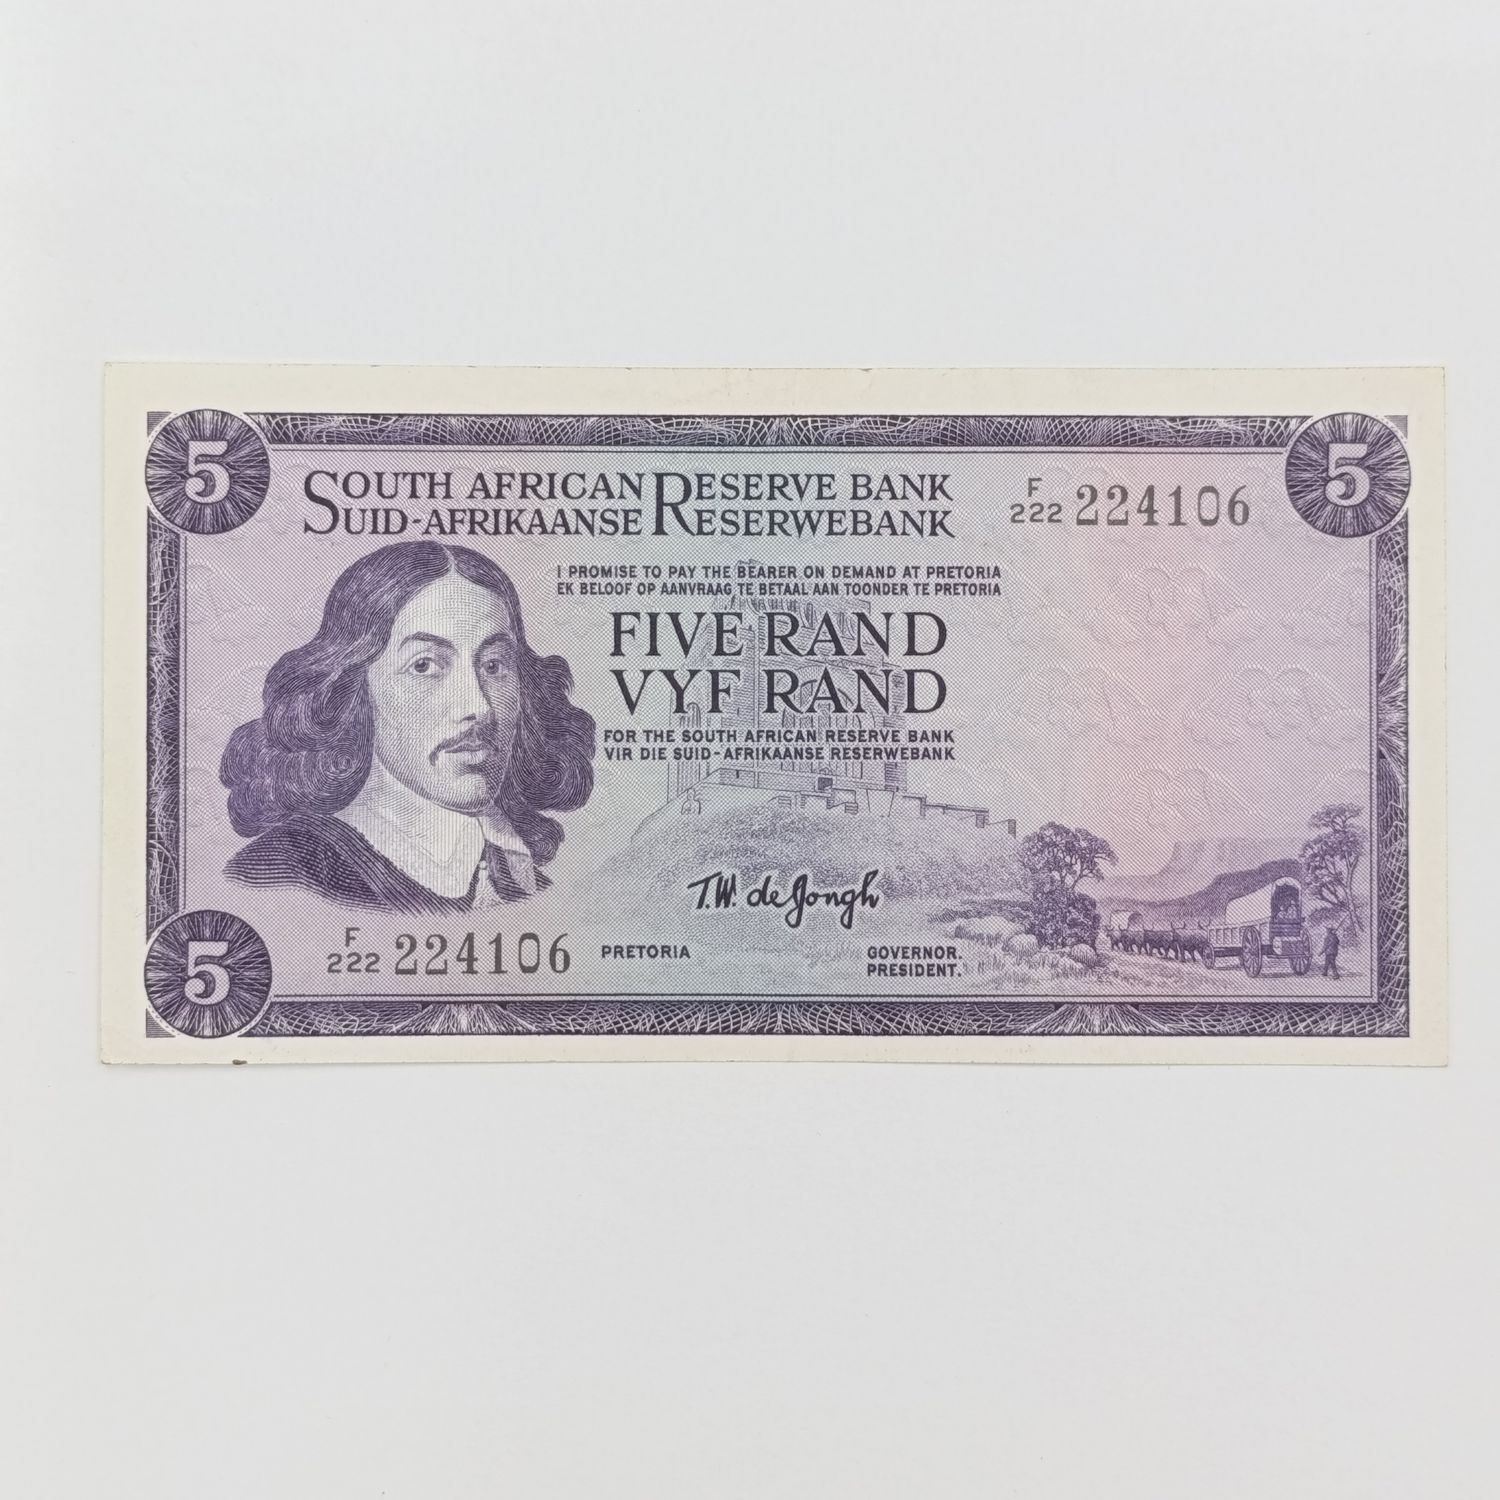 5
5
SOUTH AFRICAN RESERVE BANK
SUID-AFRIKAANSE RESERWEBANK
F
222 224106
I PROMISE TO PAY THE BEARER ON DEMAND AT PRETORIA
EK BELOOF OP AANVRAAG TE BETAAL AAN TOONDER TE PRETORIA
FIVE RAND
VYF RAND
FOR THE SOUTH AFRICAN RESERVE BANK
VIR DIE SUID-AFRIKAANSE RESERWEBANK
T.W. de Jongh
F
222 224106
PRETORIA
GOVERNOR.
PRESIDENT.
5